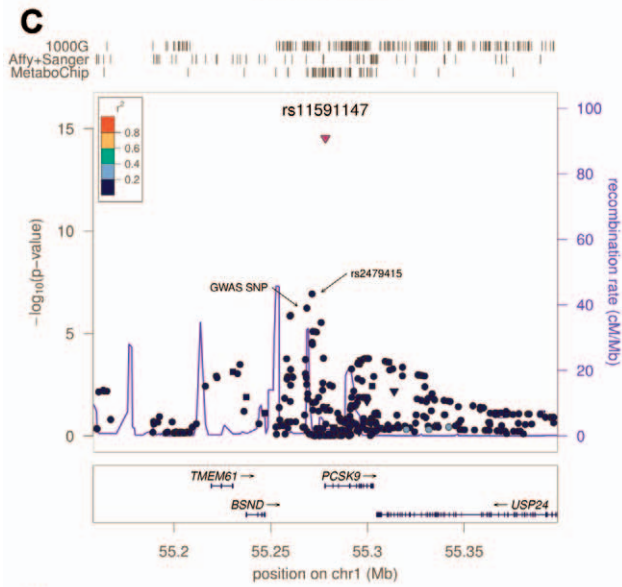 C
1000G
Affy+Sanger
MetaboChip
r²
0.8
0.6
0.4
0.2
rs11591147
GWAS SNP
rs2479415
15
10
5
0
−log₁₀(p-value)
100
80
60
40
20
0
recombination rate (cM/Mb)
TMEM61→
PCSK9→
BSND→
←USP24
55.2 55.25 55.3 55.35
position on chr1 (Mb)